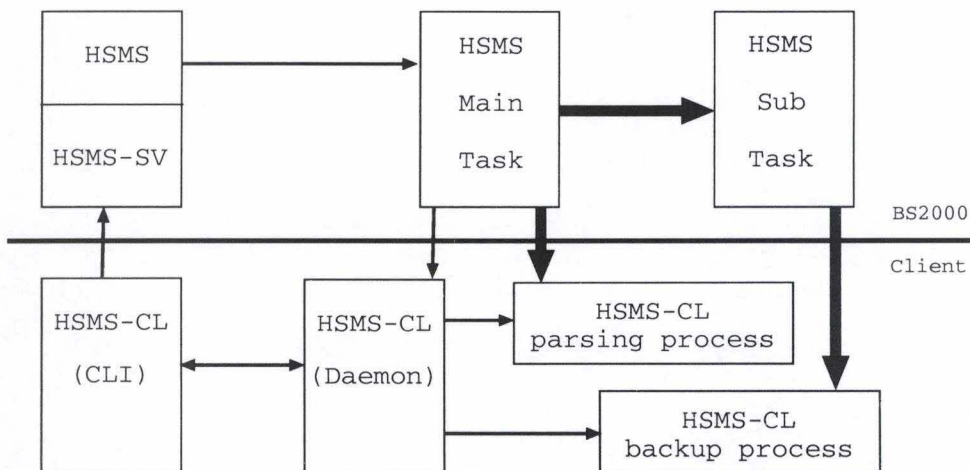 HSMS
HSMS-SV
HSMS
Main
Task
HSMS
Sub
Task
BS2000
Client
HSMS-CL
(CLI)
HSMS-CL
(Daemon)
HSMS-CL
parsing process
HSMS-CL
backup process